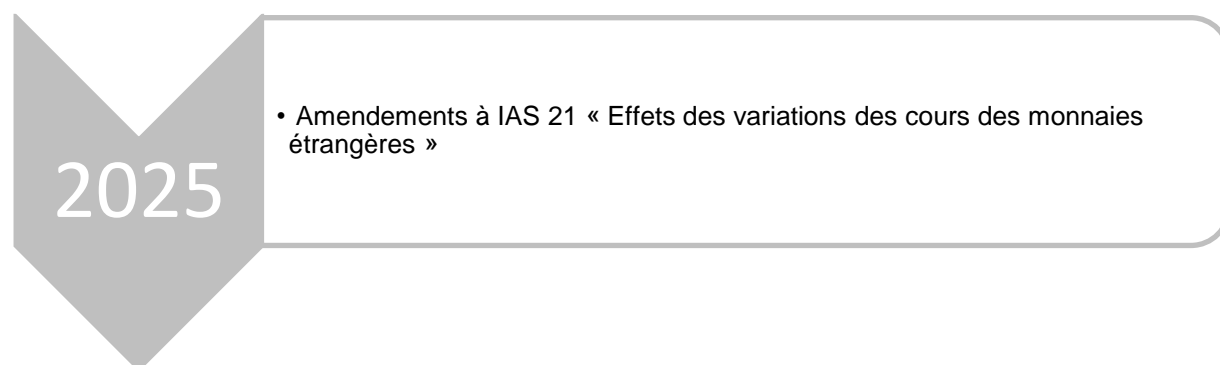 2025
• Amendements à IAS 21 « Effets des variations des cours des monnaies
étrangères »